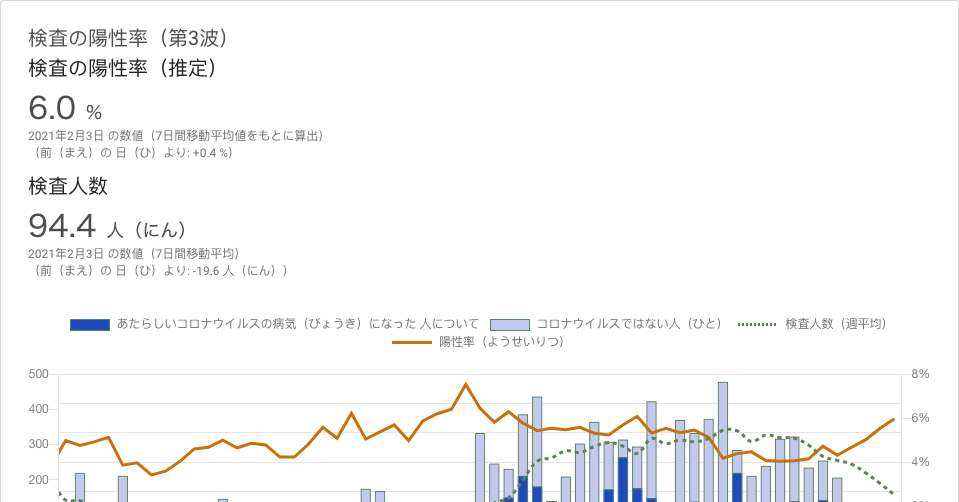 検査の陽性率（第3波）
検査の陽性率（推定）
6.0 %
2021年2月3日 の数値（7日間移動平均値をもとに算出）
（前（まえ）の 日（ひ）より: +0.4 %）
検査人数
94.4 人（にん）
2021年2月3日 の数値（7日間移動平均）
（前（まえ）の 日（ひ）より: -19.6 人（にん））
あたらしいコロナウイルスの病気（びょうき）になった 人について コロナウイルスではない人（ひと） 検査人数（週平均）
陽性率（ようせいりつ）
500 8%
400 6%
300
4%
200